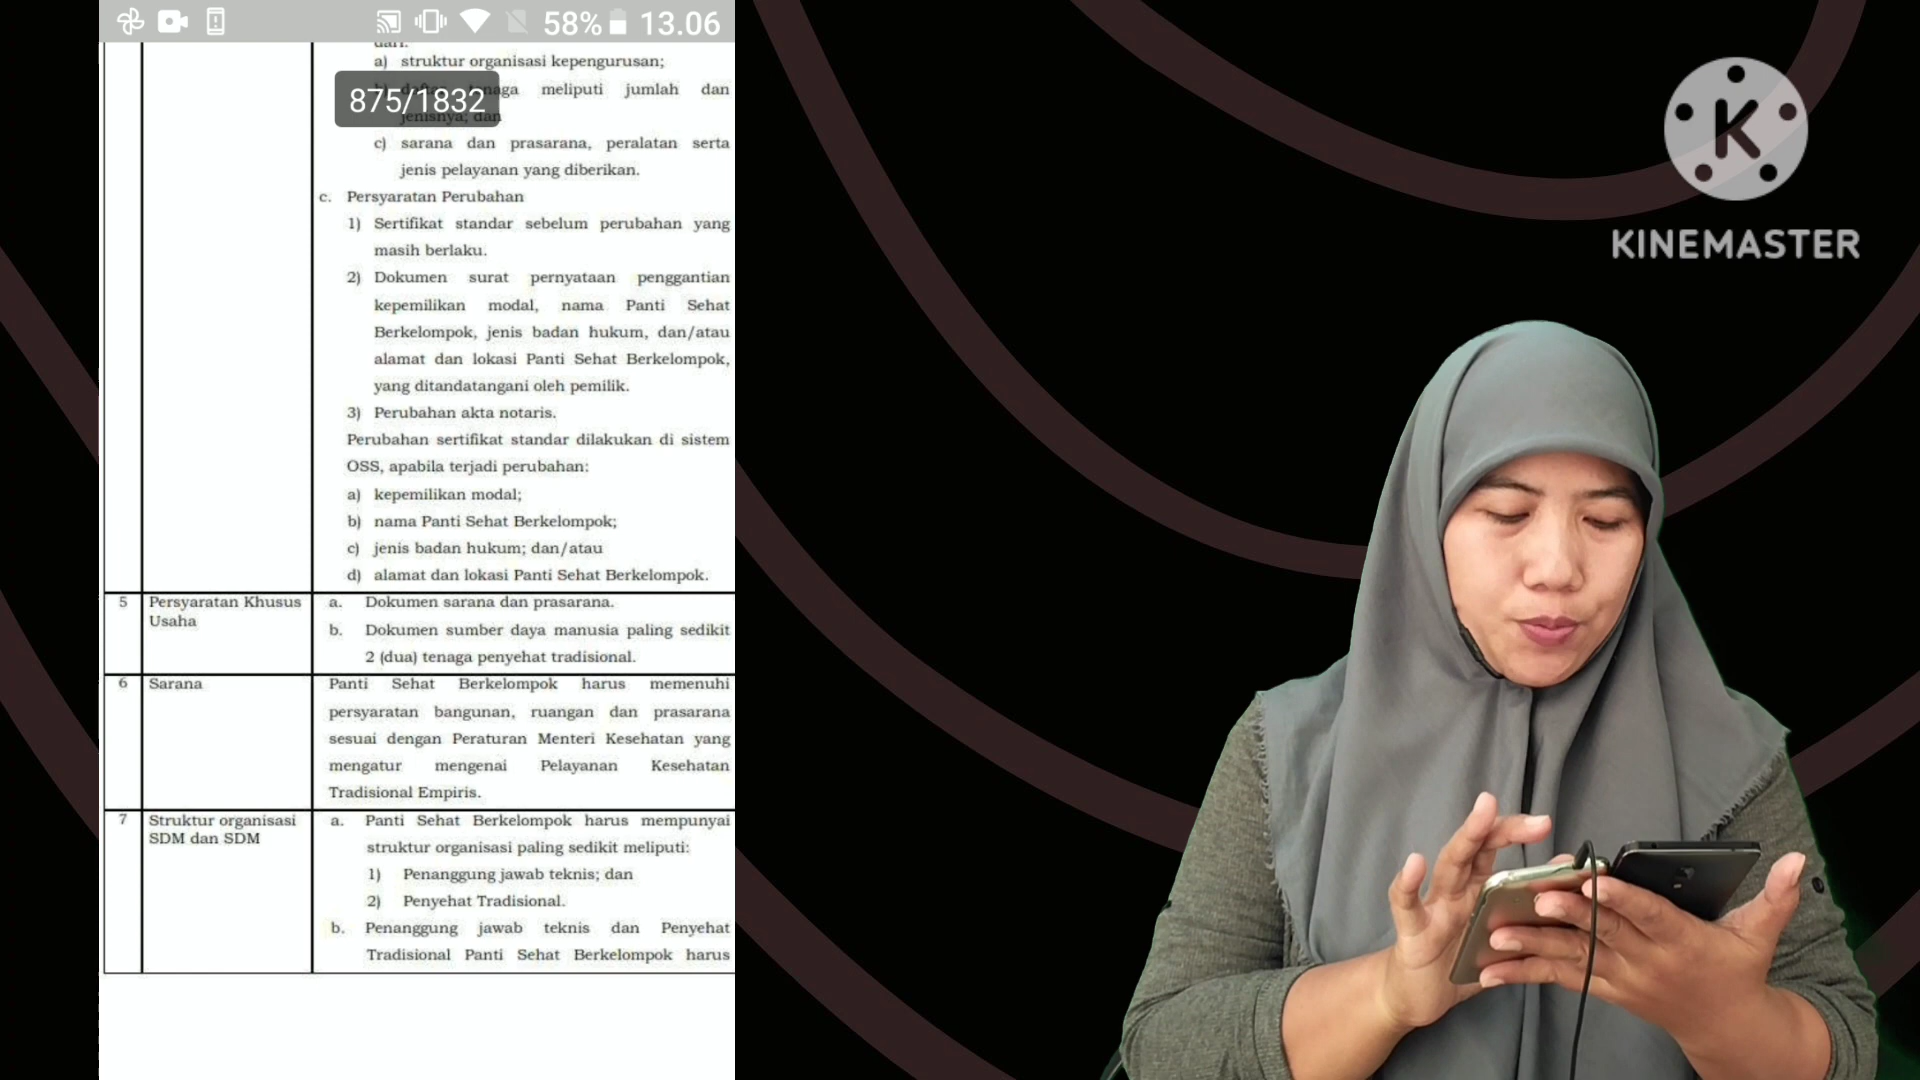 58% 13.06
dari:
a) struktur organisasi kepengurusan;
875/1832
b) daftar tenaga meliputi jumlah dan
jenisnya; dan
c) sarana dan prasarana, peralatan serta
jenis pelayanan yang diberikan.
c. Persyaratan Perubahan
1) Sertifikat standar sebelum perubahan yang
masih berlaku.
2) Dokumen surat pernyataan penggantian
kepemilikan modal, nama Panti Sehat
Berkelompok, jenis badan hukum, dan/atau
alamat dan lokasi Panti Sehat Berkelompok,
yang ditandatangani oleh pemilik.
3) Perubahan akta notaris.
Perubahan sertifikat standar dilakukan di sistem
OSS, apabila terjadi perubahan:
a) kepemilikan modal;
b) nama Panti Sehat Berkelompok;
c) jenis badan hukum; dan/atau
d) alamat dan lokasi Panti Sehat Berkelompok.
5 Persyaratan Khusus
Usaha
a. Dokumen sarana dan prasarana.
b. Dokumen sumber daya manusia paling sedikit
2 (dua) tenaga penyehat tradisional.
6 Sarana
Panti Sehat Berkelompok harus memenuhi
persyaratan bangunan, ruangan dan prasarana
sesuai dengan Peraturan Menteri Kesehatan yang
mengatur mengenai Pelayanan Kesehatan
Tradisional Empiris.
7 Struktur organisasi
SDM dan SDM
a. Panti Sehat Berkelompok harus mempunyai
struktur organisasi paling sedikit meliputi:
1) Penanggung jawab teknis; dan
2) Penyehat Tradisional.
b. Penanggung jawab teknis dan Penyehat
Tradisional Panti Sehat Berkelompok harus
K
KINEMASTER